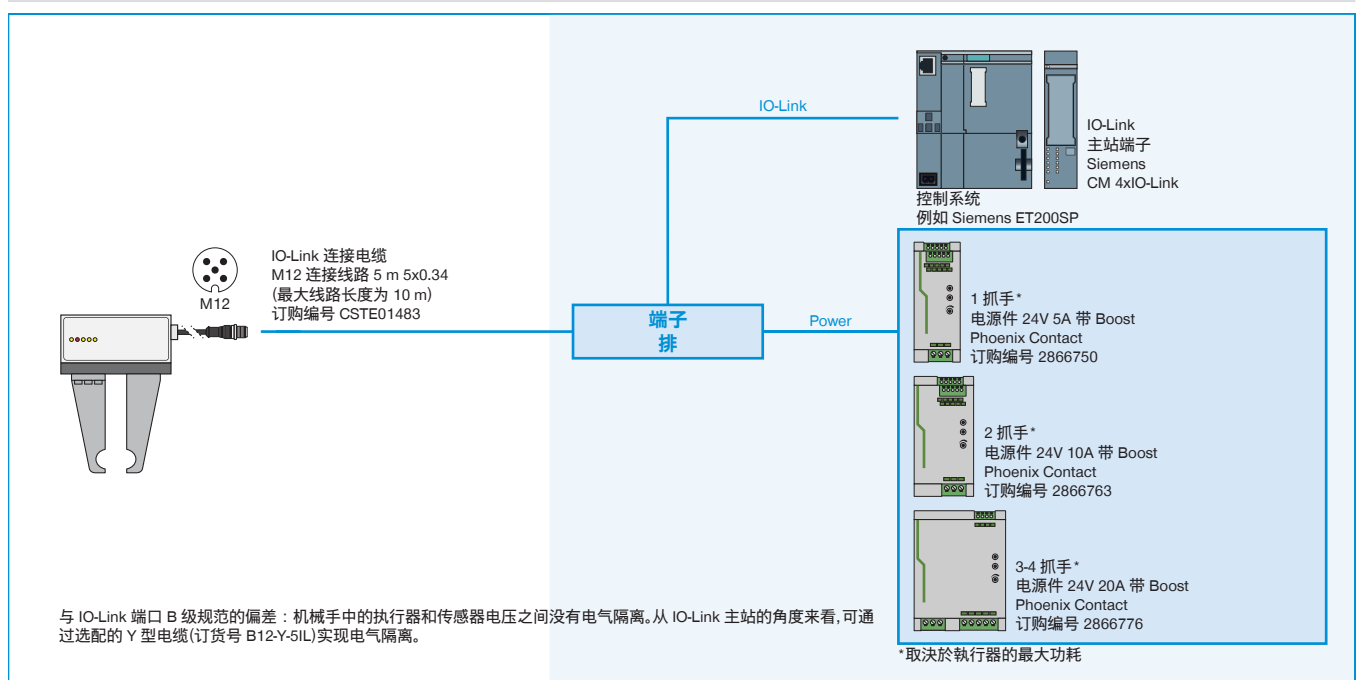 IO-Link
IO-Link
主站端子
Siemens
CM 4xIO-Link
控制系统
例如 Siemens ET200SP
M12
IO-Link 连接电缆
M12 连接线路 5 m 5x0.34
(最大线路长度为 10 m)
订购编号 CSTE01483
端子
排
Power
1 抓手*
电源件 24V 5A 带 Boost
Phoenix Contact
订购编号 2866750
2 抓手*
电源件 24V 10A 带 Boost
Phoenix Contact
订购编号 2866763
3-4 抓手*
电源件 24V 20A 带 Boost
Phoenix Contact
订购编号 2866776
与 IO-Link 端口 B 级规范的偏差：机械手中的执行器和传感器电压之间没有电气隔离。从 IO-Link 主站的角度来看,可通
过选配的 Y 型电缆(订货号 B12-Y-5IL)实现电气隔离。
*取決於執行器的最大功耗